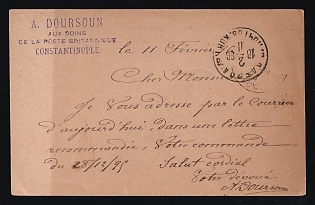 A. DOURSOUN
AUX SOINS
DE LA POSTE BRITANNIQUE
CONSTANTINOPLE
le 11 Février
Cher Monsieur !
Je Vous adresse par le Courrier
d'aujourd'hui, dans une lettre
recommandée, Votre commande
du 28/12/95 Salut cordial
Votre dévoué
A. Doursoun